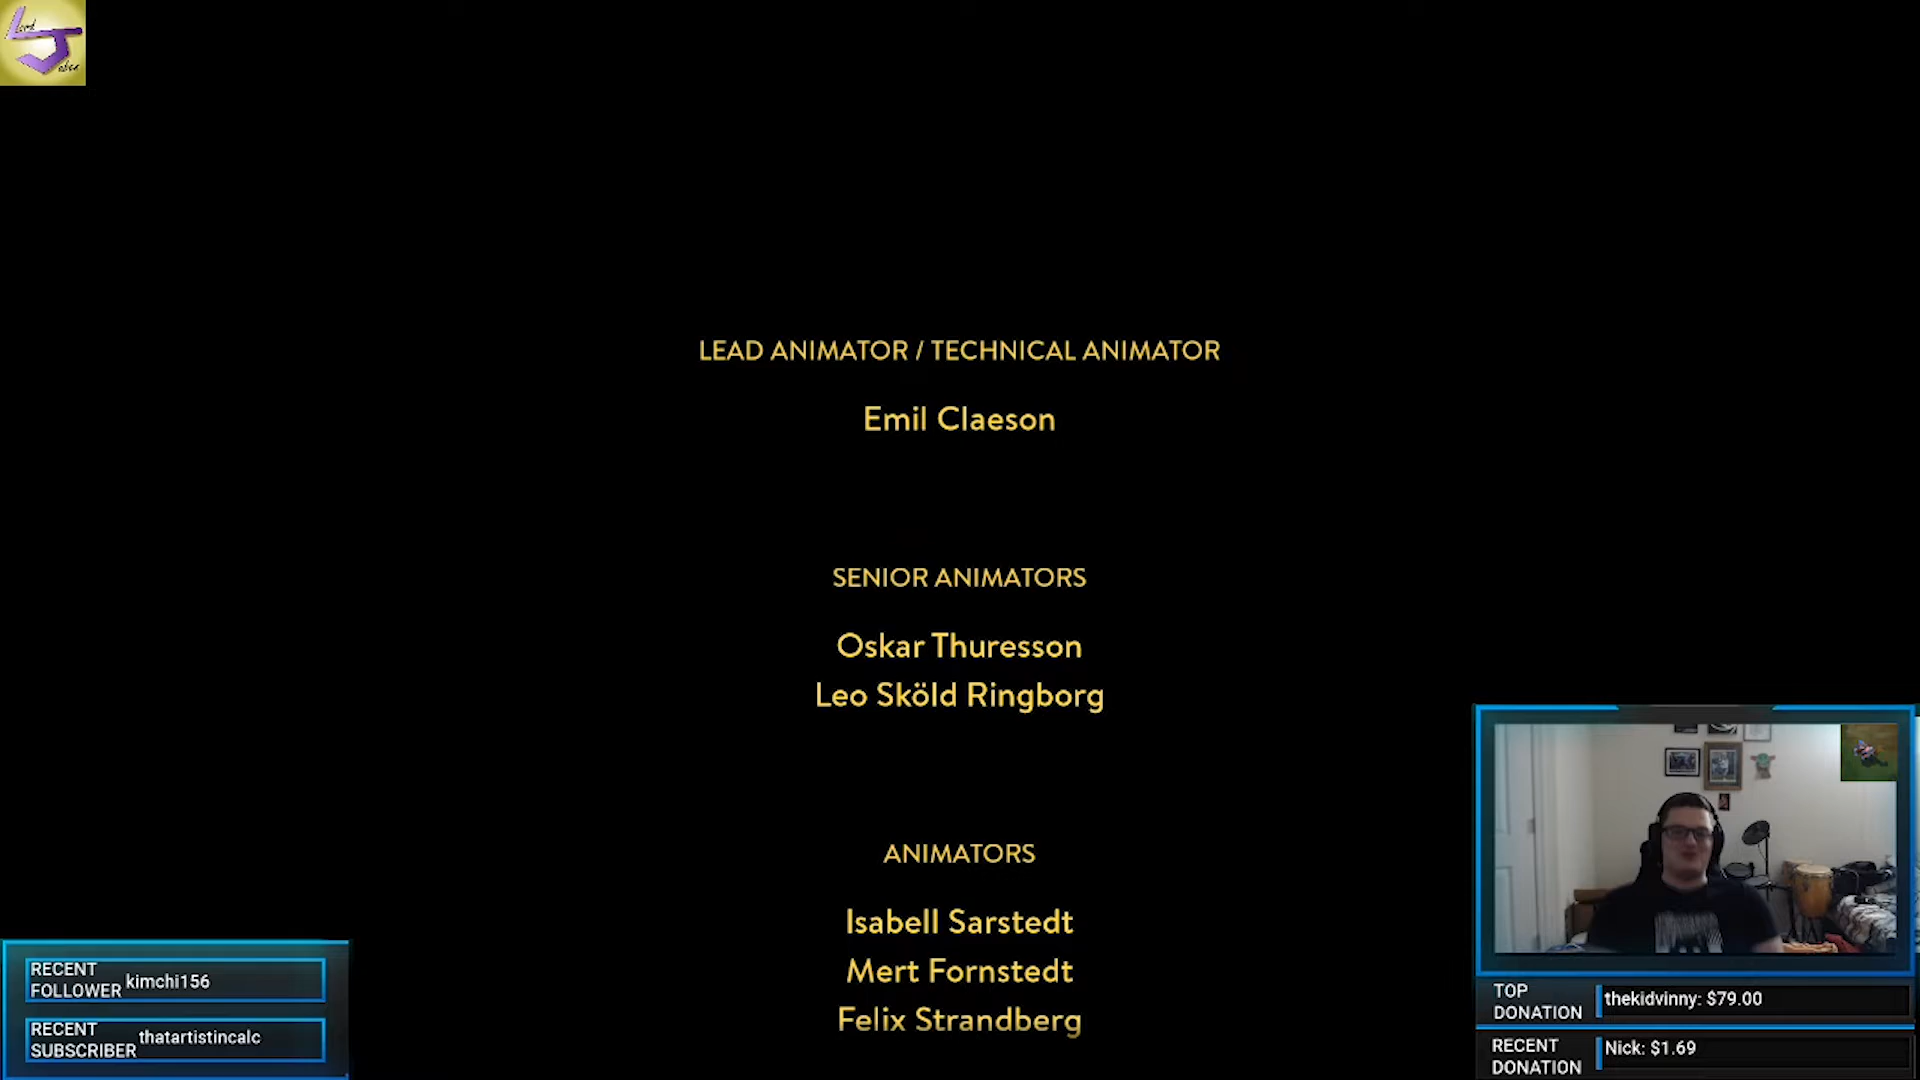 Lord
LEAD ANIMATOR / TECHNICAL ANIMATOR
Emil Claeson
SENIOR ANIMATORS
Oskar Thuresson
Leo Sköld Ringborg
ANIMATORS
Isabell Sarstedt
Mert Fornstedt
Felix Strandberg
RECENT
FOLLOWER kimchi156
RECENT
SUBSCRIBER thatartistincalc
TOP
DONATION thekidvinny: $79.00
RECENT
DONATION Nick: $1.69